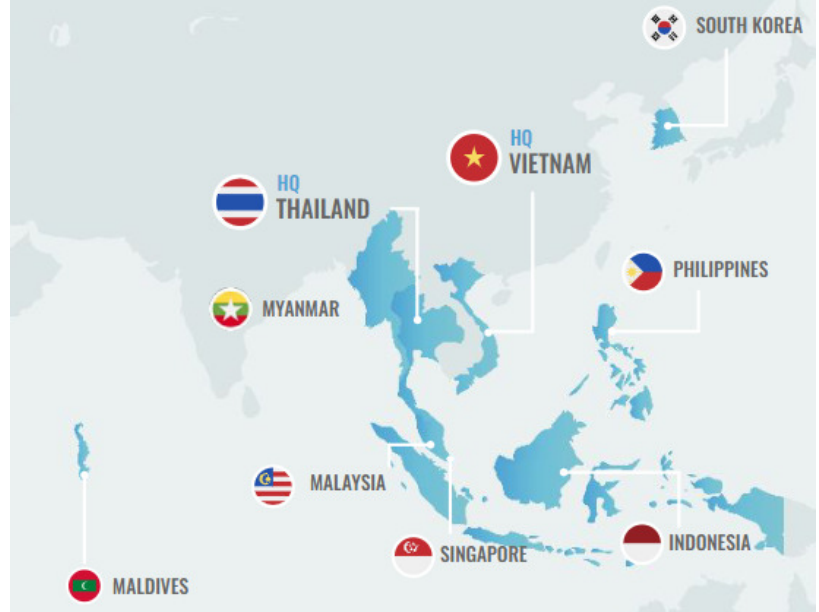 SOUTH KOREA
HQ
VIETNAM
HQ
THAILAND
PHILIPPINES
MYANMAR
MALAYSIA
SINGAPORE
INDONESIA
MALDIVES